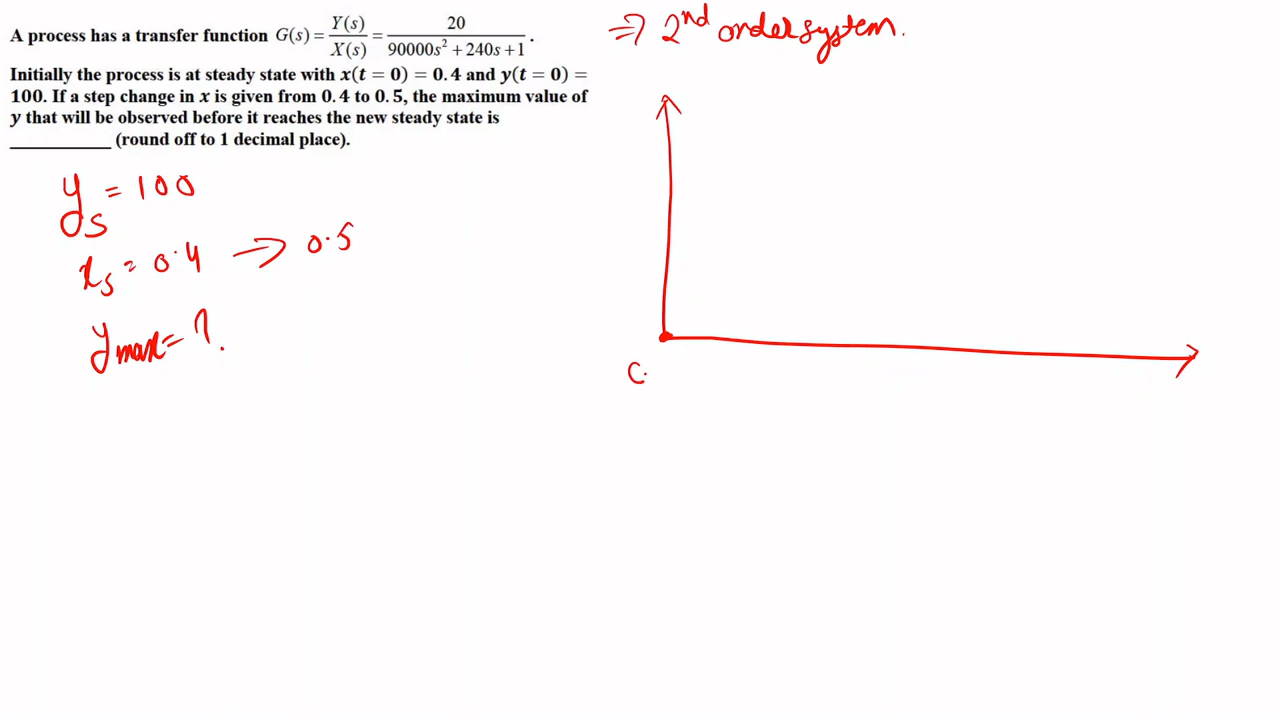 A process has a transfer function G(s) = Y(s)/X(s) = 20/(90000s² + 240s + 1) .
Initially the process is at steady state with x(t = 0) = 0.4 and y(t = 0) =
100. If a step change in x is given from 0.4 to 0.5, the maximum value of
y that will be observed before it reaches the new steady state is
__________ (round off to 1 decimal place).
⇒ 2nd order system.
ys = 100
xs = 0.4 → 0.5
ymax = ?